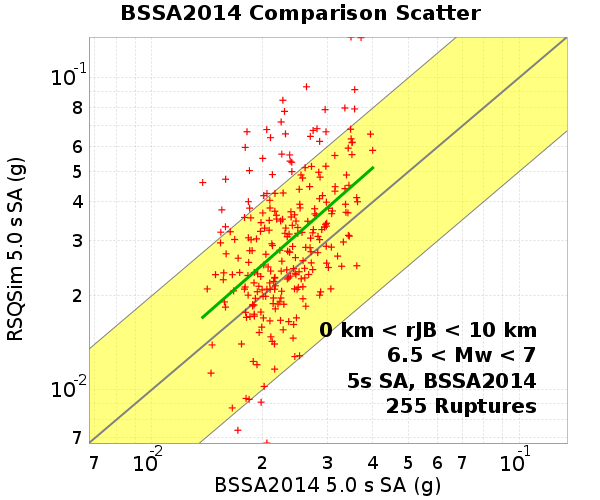 BSSA2014 Comparison Scatter
RSQSim 5.0 s SA (g)
10⁻¹
8
6
5
4
3
2
10⁻²
7
0 km < rJB < 10 km
6.5 < Mw < 7
5s SA, BSSA2014
255 Ruptures
7 10⁻² 2 3 4 5 6 7 10⁻¹
BSSA2014 5.0 s SA (g)